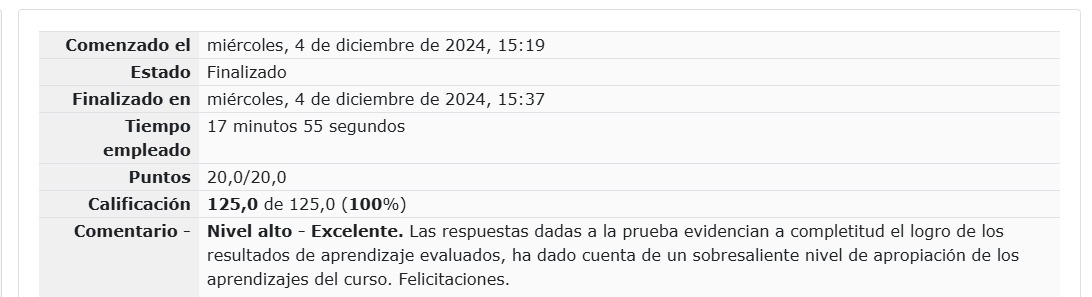 Comenzado el miércoles, 4 de diciembre de 2024, 15:19
Estado Finalizado
Finalizado en miércoles, 4 de diciembre de 2024, 15:37
Tiempo empleado 17 minutos 55 segundos
Puntos 20,0/20,0
Calificación 125,0 de 125,0 (100%)
Comentario - Nivel alto - Excelente. Las respuestas dadas a la prueba evidencian a completitud el logro de los
resultados de aprendizaje evaluados, ha dado cuenta de un sobresaliente nivel de apropiación de los
aprendizajes del curso. Felicitaciones.